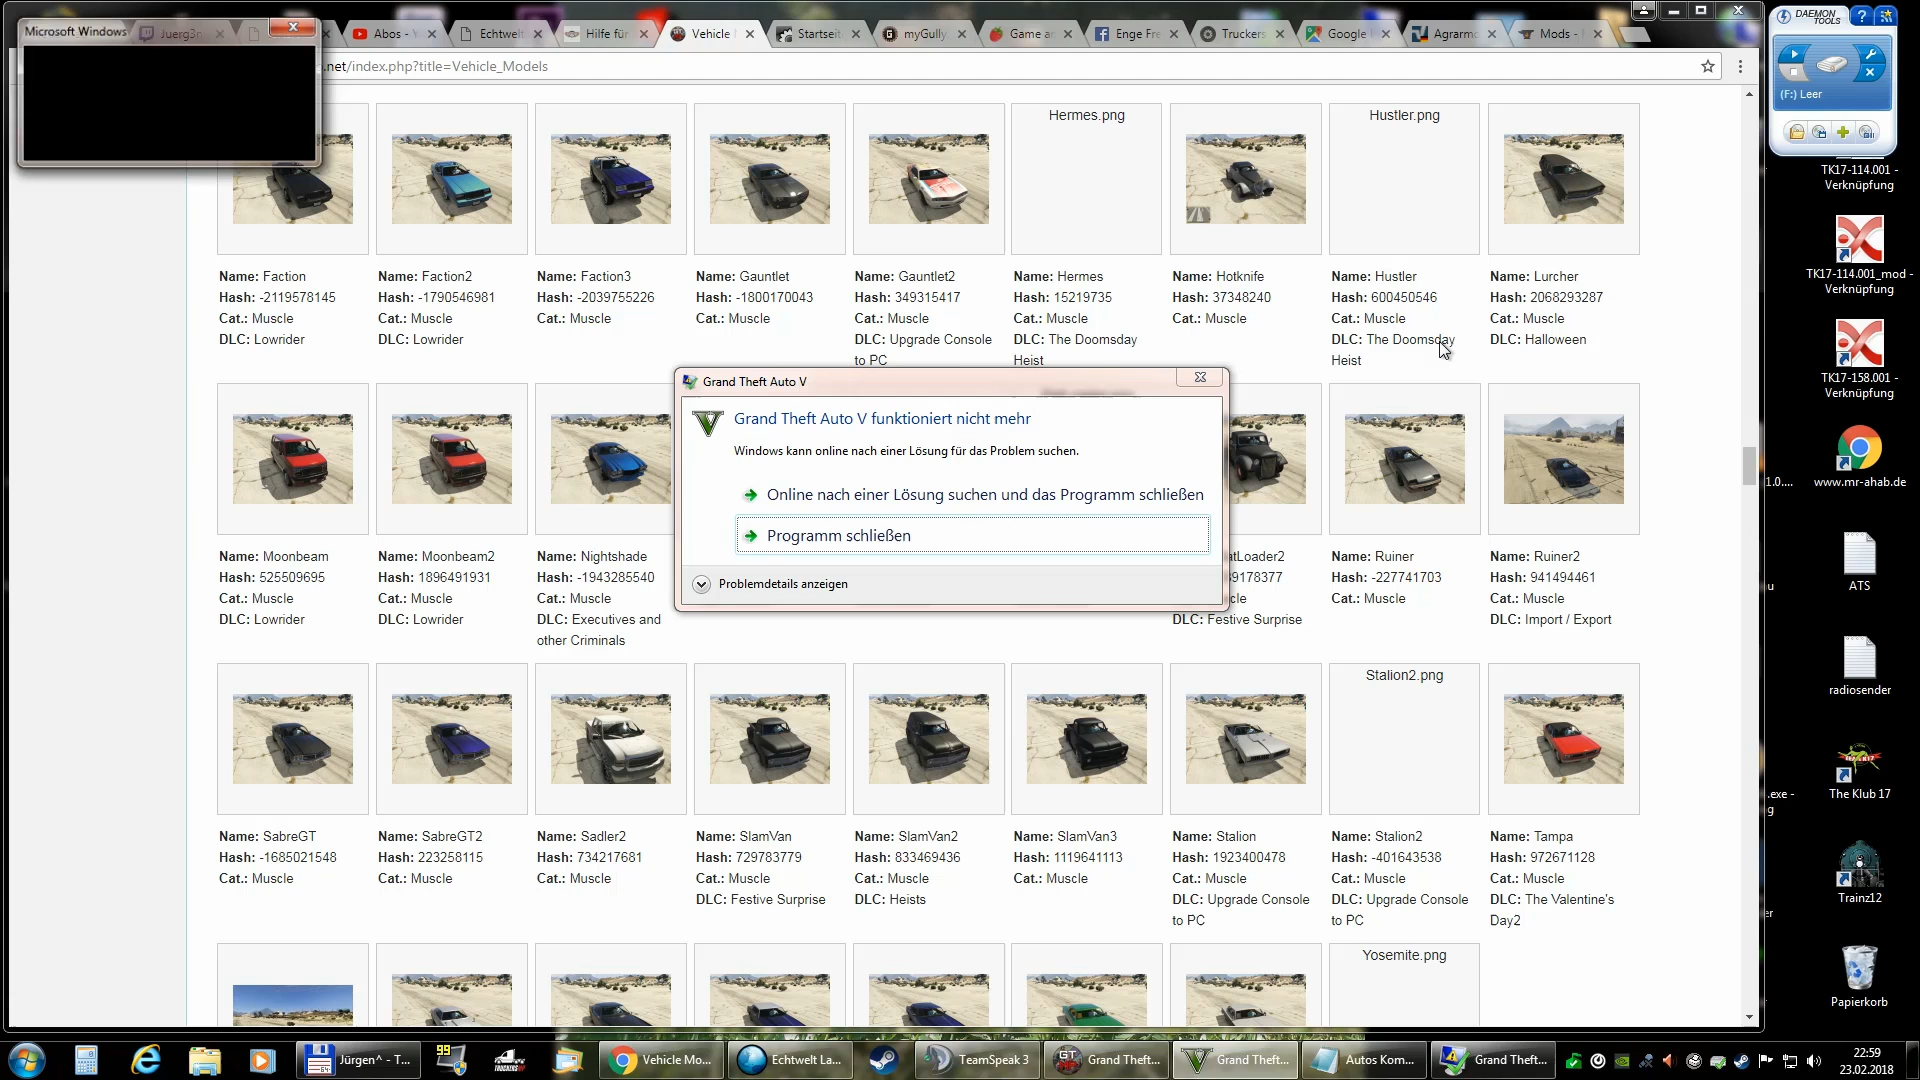 Microsoft Windows
Juerg3n
Abos - Y
Echtwelt
Hilfe für
Vehicle
Startseit
myGully
Game ar
Enge Fre
Truckers
Google
Agrarmo
Mods -
DAEMON TOOLS
.net/index.php?title=Vehicle_Models
(F:) Leer
Hermes.png
Hustler.png
Name: Faction
Hash: -2119578145
Cat.: Muscle
DLC: Lowrider
Name: Faction2
Hash: -1790546981
Cat.: Muscle
DLC: Lowrider
Name: Faction3
Hash: -2039755226
Cat.: Muscle
Name: Gauntlet
Hash: -1800170043
Cat.: Muscle
Name: Gauntlet2
Hash: 349315417
Cat.: Muscle
DLC: Upgrade Console
to PC
Name: Hermes
Hash: 15219735
Cat.: Muscle
DLC: The Doomsday
Heist
Name: Hotknife
Hash: 37348240
Cat.: Muscle
Name: Hustler
Hash: 600450546
Cat.: Muscle
DLC: The Doomsday
Heist
Name: Lurcher
Hash: 2068293287
Cat.: Muscle
DLC: Halloween
Grand Theft Auto V
Grand Theft Auto V funktioniert nicht mehr
Windows kann online nach einer Lösung für das Problem suchen.
Online nach einer Lösung suchen und das Programm schließen
Programm schließen
Problemdetails anzeigen
Name: Moonbeam
Hash: 525509695
Cat.: Muscle
DLC: Lowrider
Name: Moonbeam2
Hash: 1896491931
Cat.: Muscle
DLC: Lowrider
Name: Nightshade
Hash: -1943285540
Cat.: Muscle
DLC: Executives and
other Criminals
atLoader2
39178377
cle
DLC: Festive Surprise
Name: Ruiner
Hash: -227741703
Cat.: Muscle
Name: Ruiner2
Hash: 941494461
Cat.: Muscle
DLC: Import / Export
Stalion2.png
Name: SabreGT
Hash: -1685021548
Cat.: Muscle
Name: SabreGT2
Hash: 223258115
Cat.: Muscle
Name: Sadler2
Hash: 734217681
Cat.: Muscle
Name: SlamVan
Hash: 729783779
Cat.: Muscle
DLC: Festive Surprise
Name: SlamVan2
Hash: 833469436
Cat.: Muscle
DLC: Heists
Name: SlamVan3
Hash: 1119641113
Cat.: Muscle
Name: Stalion
Hash: 1923400478
Cat.: Muscle
DLC: Upgrade Console
to PC
Name: Stalion2
Hash: -401643538
Cat.: Muscle
DLC: Upgrade Console
to PC
Name: Tampa
Hash: 972671128
Cat.: Muscle
DLC: The Valentine's
Day2
Yosemite.png
TK17-114.001 -
Verknüpfung
TK17-114.001_mod -
Verknüpfung
TK17-158.001 -
Verknüpfung
www.mr-ahab.de
1.0....
ATS
radiosender
.exe -
The Klub 17
Trainz12
Papierkorb
Jürgen^ - T...
99
Vehicle Mo...
Echtwelt La...
TeamSpeak 3
Grand Theft...
Grand Theft...
Autos Kom...
Grand Theft...
22:59
23.02.2018